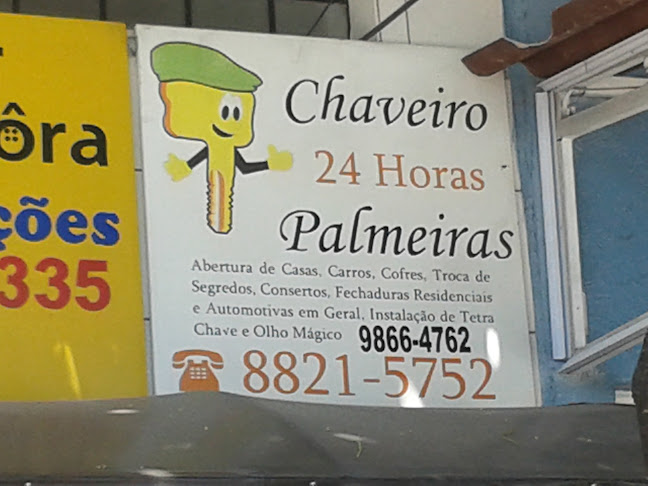 ôra
ções
335
Chaveiro
24 Horas
Palmeiras
Abertura de Casas, Carros, Cofres, Troca de
Segredos, Consertos, Fechaduras Residenciais
e Automotivas em Geral, Instalação de Tetra
Chave e Olho Mágico 9866-4762
8821-5752